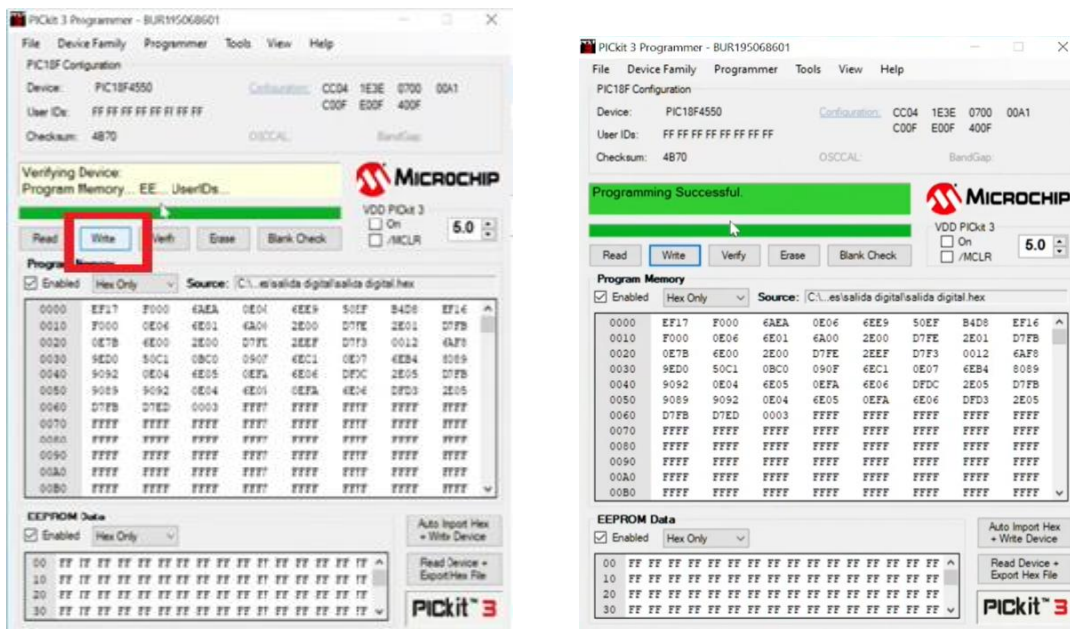 PICkit 3 Programmer - BUR195068601
File Device Family Programmer Tools View Help
PIC18F Configuration
Device: PIC18F4550 Configuration: CC04 1E3E 0700 00A1
User IDs: FF FF FF FF FF FF FF FF C00F E00F 400F
Checksum: 4B70 OSCCAL: BandGap:
Verifying Device:
Program Memory... EE... UserIDs...
MICROCHIP
VDD PICkit 3
On
/MCLR
5.0
Read Write Verify Erase Blank Check
Program Memory
Enabled Hex Only Source: C:\...es\salida digital\salida digital.hex
0000 EF17 F000 6AEA 0E06 6EE9 50EF B4D8 EF16
0010 F000 0E06 6E01 6A00 2E00 D7FE 2E01 D7FB
0020 0E7B 6E00 2E00 D7FE 2EEF D7F3 0012 6AF8
0030 9ED0 50C1 0BC0 090F 6EC1 0E07 6EB4 8089
0040 9092 0E04 6E05 0EFA 6E06 DFDC 2E05 D7FB
0050 9089 9092 0E04 6E05 0EFA 6E06 DFD3 2E05
0060 D7FB D7ED 0003 FFFF FFFF FFFF FFFF FFFF
0070 FFFF FFFF FFFF FFFF FFFF FFFF FFFF FFFF
0080 FFFF FFFF FFFF FFFF FFFF FFFF FFFF FFFF
0090 FFFF FFFF FFFF FFFF FFFF FFFF FFFF FFFF
00A0 FFFF FFFF FFFF FFFF FFFF FFFF FFFF FFFF
00B0 FFFF FFFF FFFF FFFF FFFF FFFF FFFF FFFF
EEPROM Data
Enabled Hex Only
Auto Import Hex
+ Write Device
Read Device +
Export Hex File
00 FF FF FF FF FF FF FF FF FF FF FF FF FF FF FF FF
10 FF FF FF FF FF FF FF FF FF FF FF FF FF FF FF FF
20 FF FF FF FF FF FF FF FF FF FF FF FF FF FF FF FF
30 FF FF FF FF FF FF FF FF FF FF FF FF FF FF FF FF
PICkit™ 3
PICkit 3 Programmer - BUR195068601
File Device Family Programmer Tools View Help
PIC18F Configuration
Device: PIC18F4550 Configuration: CC04 1E3E 0700 00A1
User IDs: FF FF FF FF FF FF FF FF C00F E00F 400F
Checksum: 4B70 OSCCAL: BandGap:
Programming Successful.
MICROCHIP
VDD PICkit 3
On
/MCLR
5.0
Read Write Verify Erase Blank Check
Program Memory
Enabled Hex Only Source: C:\...es\salida digital\salida digital.hex
0000 EF17 F000 6AEA 0E06 6EE9 50EF B4D8 EF16
0010 F000 0E06 6E01 6A00 2E00 D7FE 2E01 D7FB
0020 0E7B 6E00 2E00 D7FE 2EEF D7F3 0012 6AF8
0030 9ED0 50C1 0BC0 090F 6EC1 0E07 6EB4 8089
0040 9092 0E04 6E05 0EFA 6E06 DFDC 2E05 D7FB
0050 9089 9092 0E04 6E05 0EFA 6E06 DFD3 2E05
0060 D7FB D7ED 0003 FFFF FFFF FFFF FFFF FFFF
0070 FFFF FFFF FFFF FFFF FFFF FFFF FFFF FFFF
0080 FFFF FFFF FFFF FFFF FFFF FFFF FFFF FFFF
0090 FFFF FFFF FFFF FFFF FFFF FFFF FFFF FFFF
00A0 FFFF FFFF FFFF FFFF FFFF FFFF FFFF FFFF
00B0 FFFF FFFF FFFF FFFF FFFF FFFF FFFF FFFF
EEPROM Data
Enabled Hex Only
Auto Import Hex
+ Write Device
Read Device +
Export Hex File
00 FF FF FF FF FF FF FF FF FF FF FF FF FF FF FF FF
10 FF FF FF FF FF FF FF FF FF FF FF FF FF FF FF FF
20 FF FF FF FF FF FF FF FF FF FF FF FF FF FF FF FF
30 FF FF FF FF FF FF FF FF FF FF FF FF FF FF FF FF
PICkit™ 3